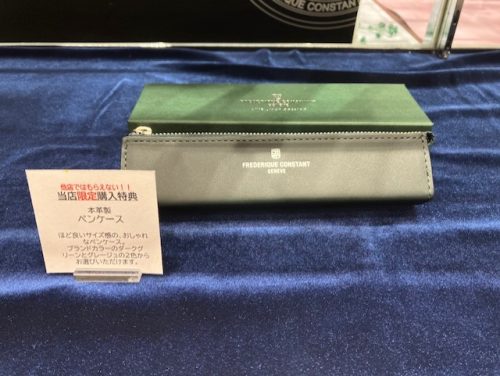 QUE CONSTANT
GENEVE
FREDERIQUE CONSTANT
GENEVE
他店ではもらえない！！
当店限定購入特典
本革製
ペンケース
ほど良いサイズ感の、おしゃれ
なペンケース。
ブランドカラーのダークグ
リーンとグレージュの2色から
お選びいただけます。